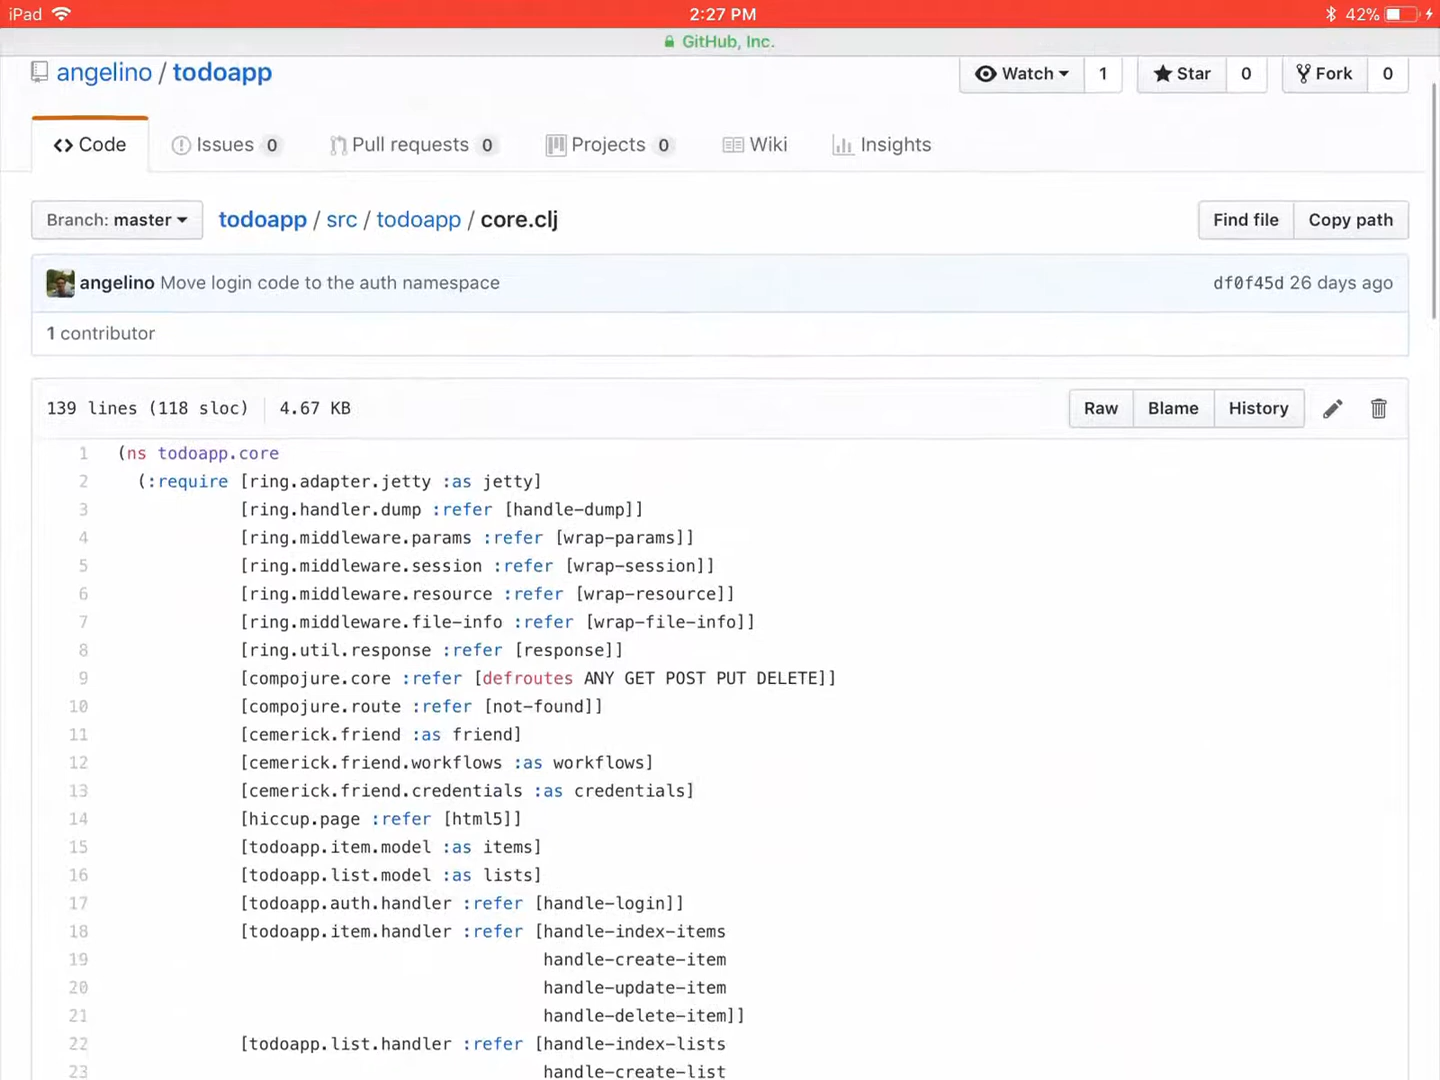 iPad 2:27 PM 42%
GitHub, Inc.
angelino / todoapp Watch 1 Star 0 Fork 0
Code Issues 0 Pull requests 0 Projects 0 Wiki Insights
Branch: master todoapp / src / todoapp / core.clj Find file Copy path
angelino Move login code to the auth namespace df0f45d 26 days ago
1 contributor
139 lines (118 sloc) 4.67 KB Raw Blame History
1 (ns todoapp.core
2 (:require [ring.adapter.jetty :as jetty]
3 [ring.handler.dump :refer [handle-dump]]
4 [ring.middleware.params :refer [wrap-params]]
5 [ring.middleware.session :refer [wrap-session]]
6 [ring.middleware.resource :refer [wrap-resource]]
7 [ring.middleware.file-info :refer [wrap-file-info]]
8 [ring.util.response :refer [response]]
9 [compojure.core :refer [defroutes ANY GET POST PUT DELETE]]
10 [compojure.route :refer [not-found]]
11 [cemerick.friend :as friend]
12 [cemerick.friend.workflows :as workflows]
13 [cemerick.friend.credentials :as credentials]
14 [hiccup.page :refer [html5]]
15 [todoapp.item.model :as items]
16 [todoapp.list.model :as lists]
17 [todoapp.auth.handler :refer [handle-login]]
18 [todoapp.item.handler :refer [handle-index-items
19 handle-create-item
20 handle-update-item
21 handle-delete-item]]
22 [todoapp.list.handler :refer [handle-index-lists
23 handle-create-list